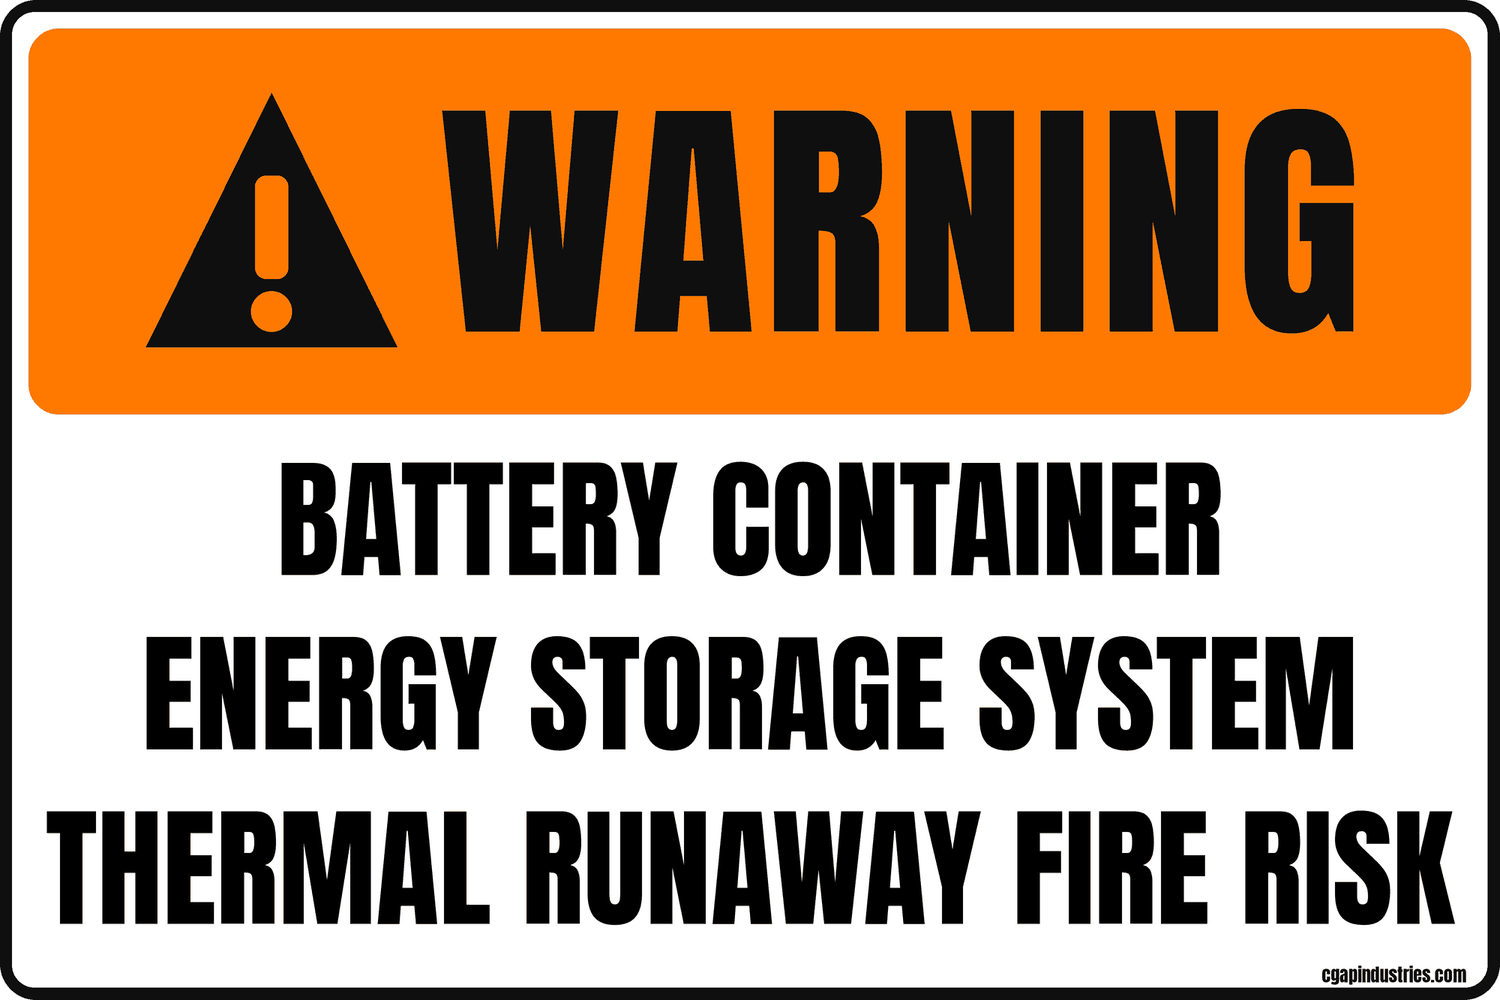 WARNING
BATTERY CONTAINER
ENERGY STORAGE SYSTEM
THERMAL RUNAWAY FIRE RISK
cgapindustries.com